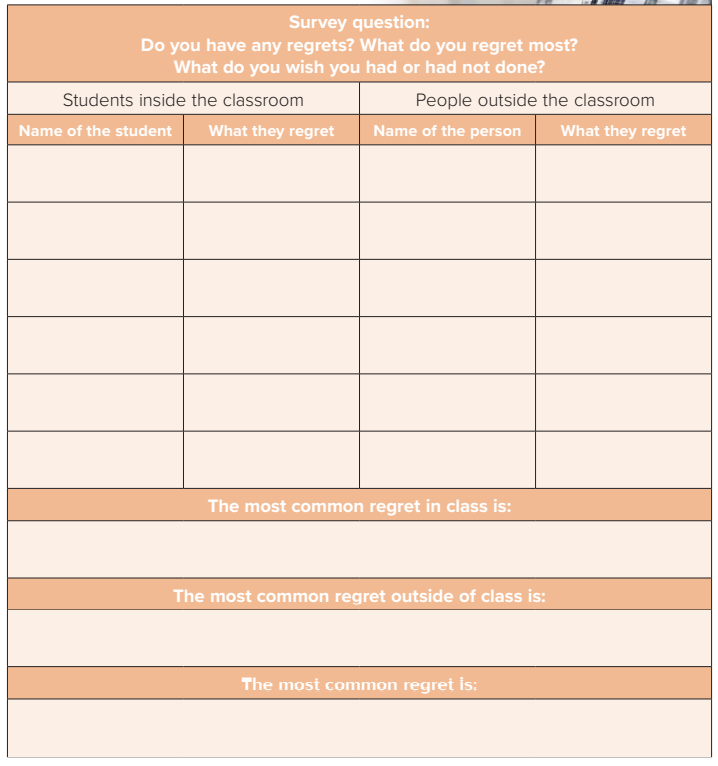 Survey question:
Do you have any regrets? What do you regret most?
What do you wish you had or had not done?
Students inside the classroom
People outside the classroom
Name of the student
What they regret
Name of the person
What they regret
The most common regret in class is:
The most common regret outside of class is:
The most common regret is: